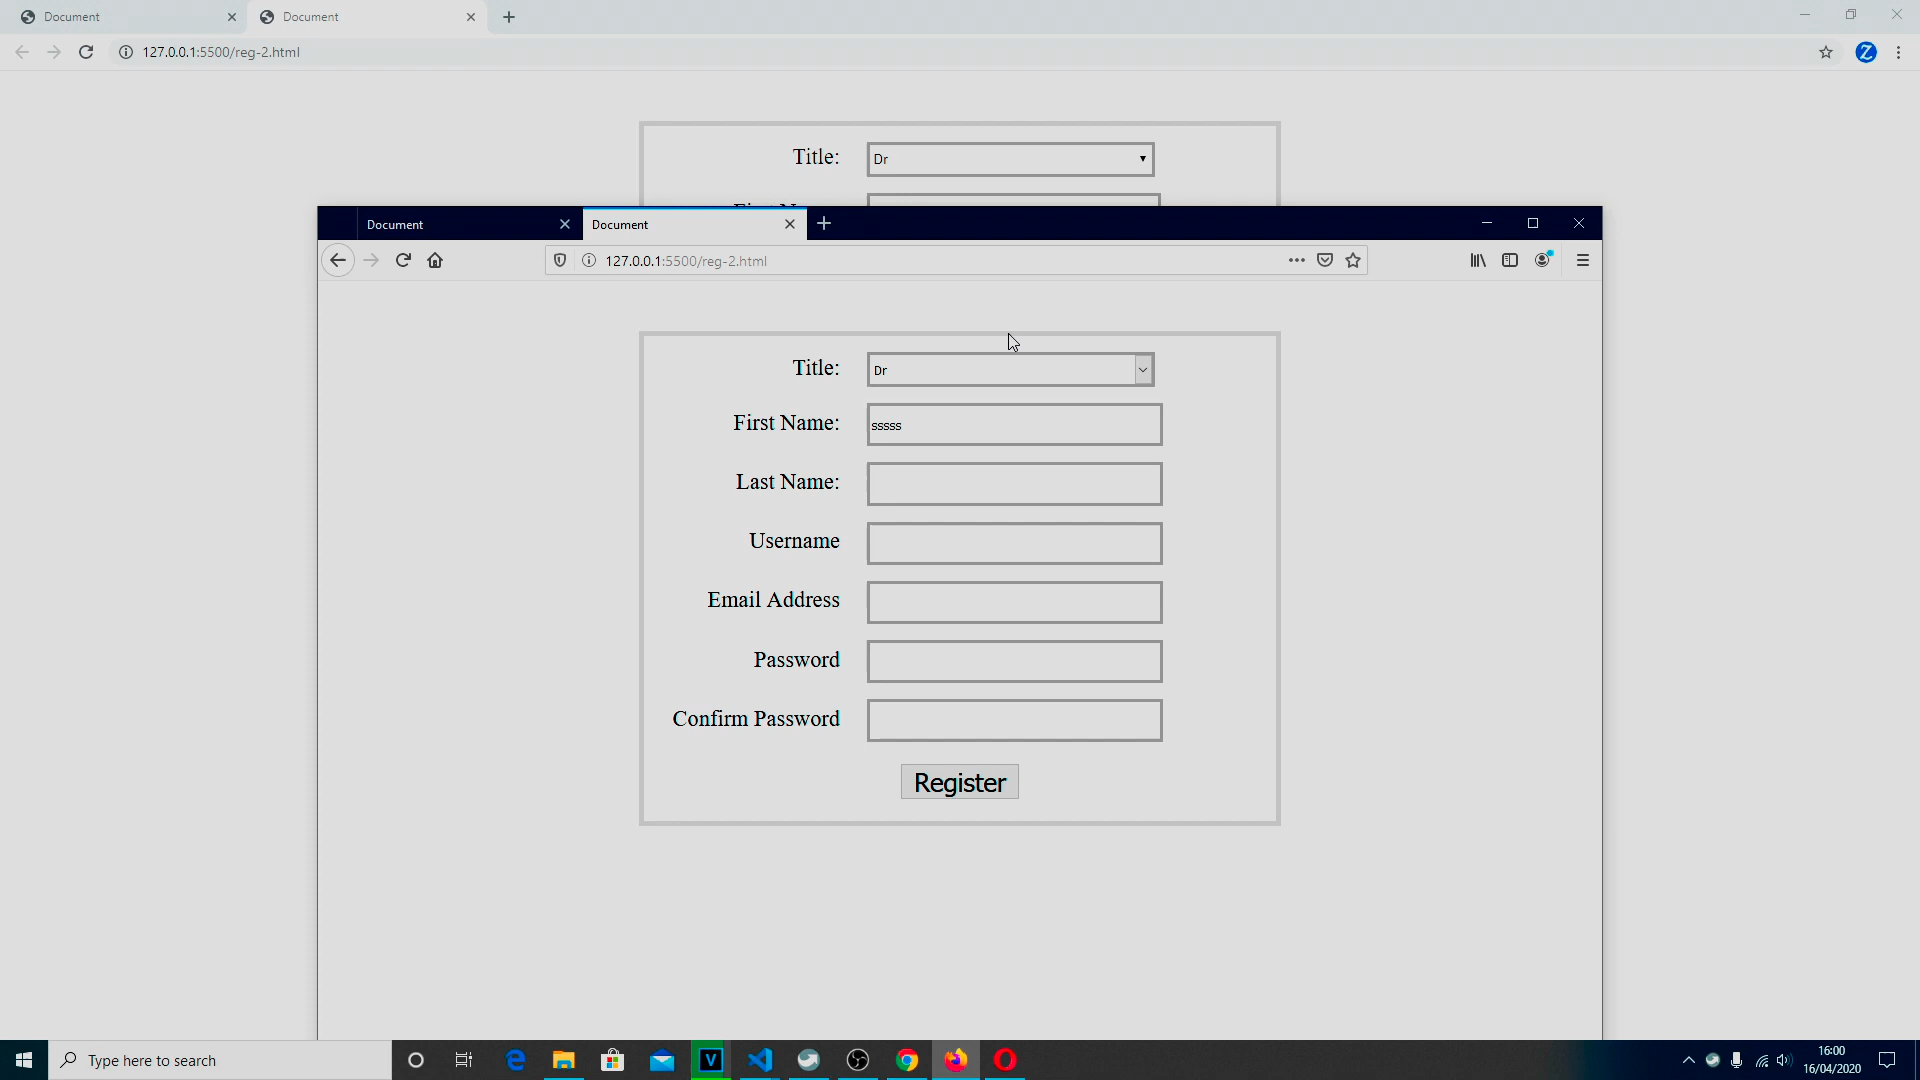 Document
Document
127.0.0.1:5500/reg-2.html
Title:
Dr
Document
Document
127.0.0.1:5500/reg-2.html
Title:
Dr
First Name:
sssss
Last Name:
Username
Email Address
Password
Confirm Password
Register
Type here to search
16:00
16/04/2020